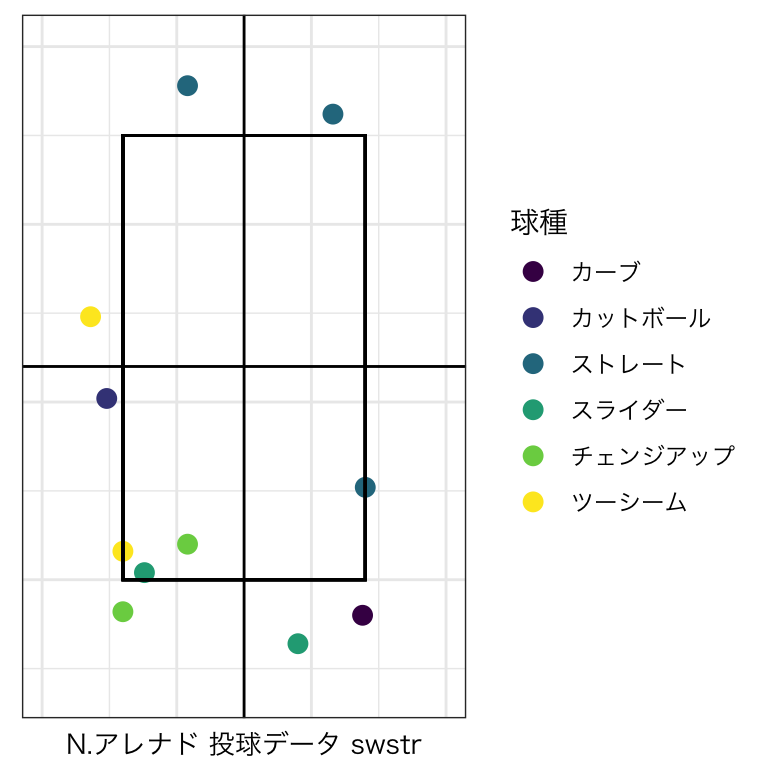 球種
カーブ
カットボール
ストレート
スライダー
チェンジアップ
ツーシーム
N.アレナド 投球データ swstr